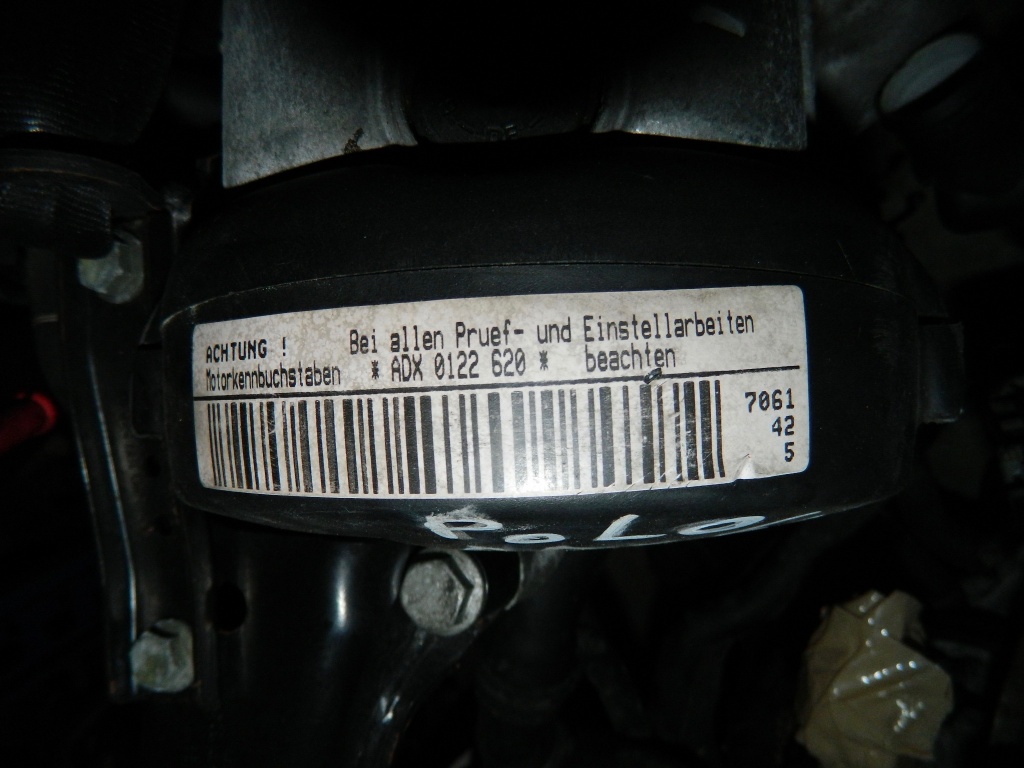 ACHTUNG ! Bei allen Pruef- und Einstellarbeiten
Motorkennbuchstaben * ADX 0122 620 * beachten
7061
42
5
PoLo